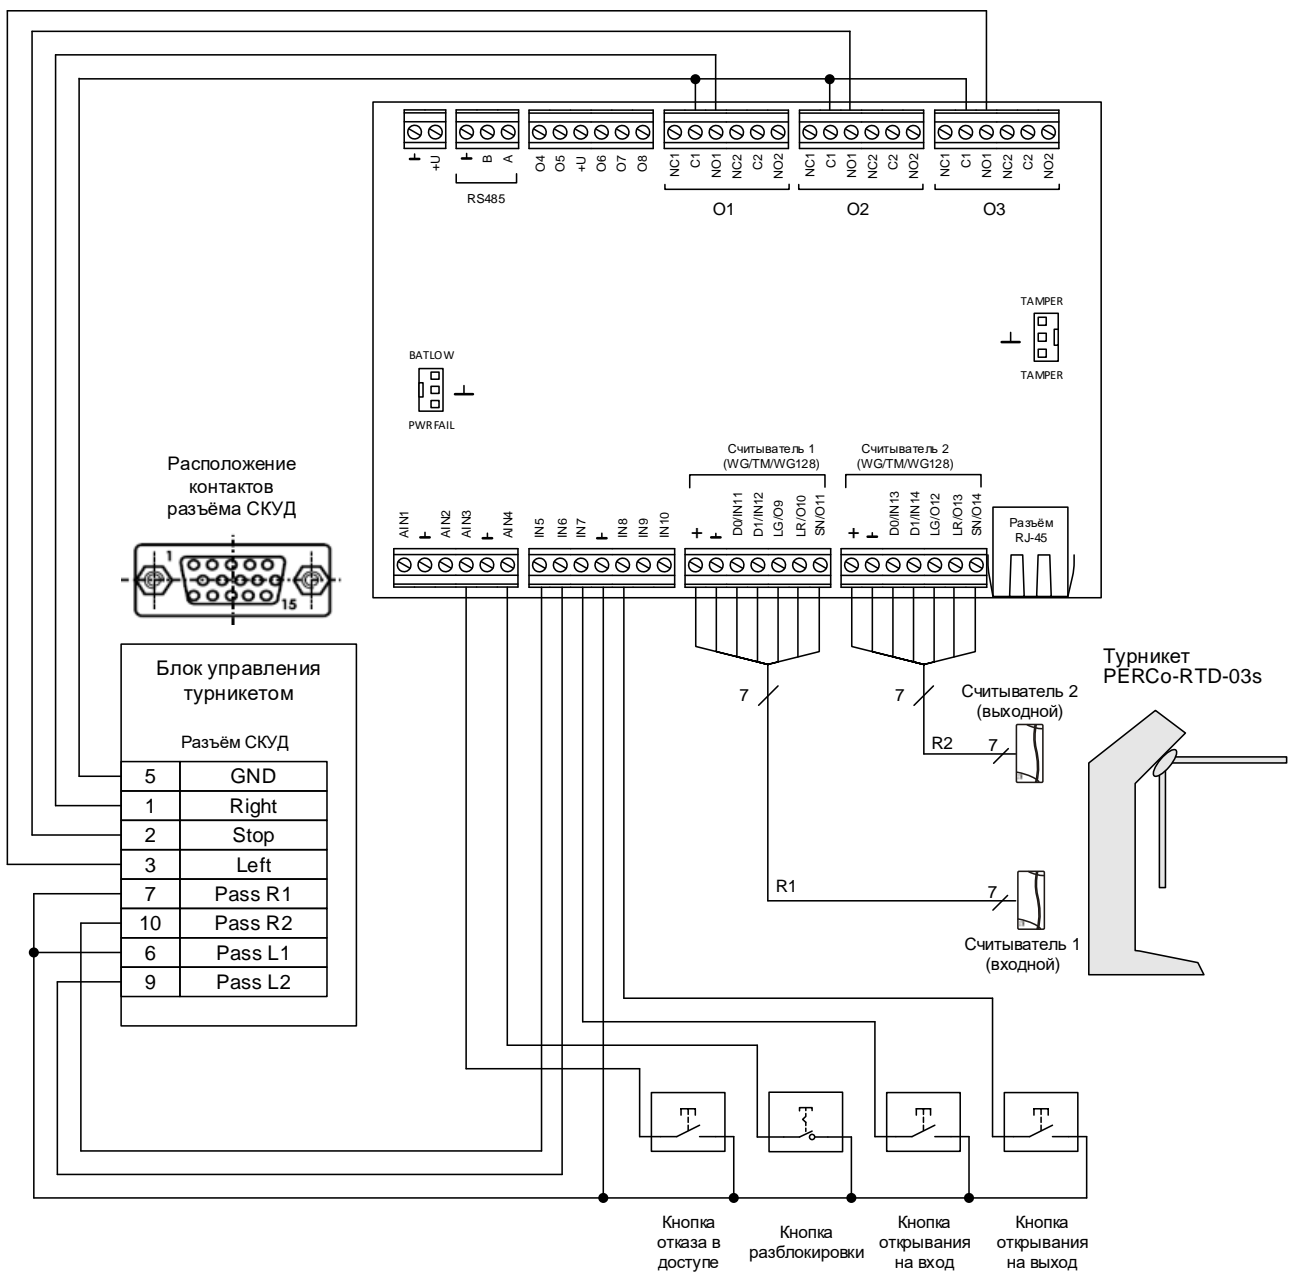 ⊥
+U
⊥
B
A
RS485
O4
O5
+U
O6
O7
O8
NC1
C1
NO1
NC2
C2
NO2
O1
NC1
C1
NO1
NC2
C2
NO2
O2
NC1
C1
NO1
NC2
C2
NO2
O3
TAMPER
⊥
TAMPER
BATLOW
⊥
PWRFAIL
Расположение
контактов
разъёма СКУД
1
15
AIN1
⊥
AIN2
AIN3
⊥
AIN4
IN5
IN6
IN7
⊥
IN8
IN9
IN10
Считыватель 1
(WG/TM/WG128)
+
⊥
D0/IN11
D1/IN12
LG/O9
LR/O10
SN/O11
Считыватель 2
(WG/TM/WG128)
+
⊥
D0/IN13
D1/IN14
LG/O12
LR/O13
SN/O14
Разъём
RJ-45
Блок управления
турникетом
Разъём СКУД
5 GND
1 Right
2 Stop
3 Left
7 Pass R1
10 Pass R2
6 Pass L1
9 Pass L2
7
7
R2
7
R1
7
Считыватель 2
(выходной)
Считыватель 1
(входной)
Турникет
PERCo-RTD-03s
Кнопка
отказа в
доступе
Кнопка
разблокировки
Кнопка
открывания
на вход
Кнопка
открывания
на выход